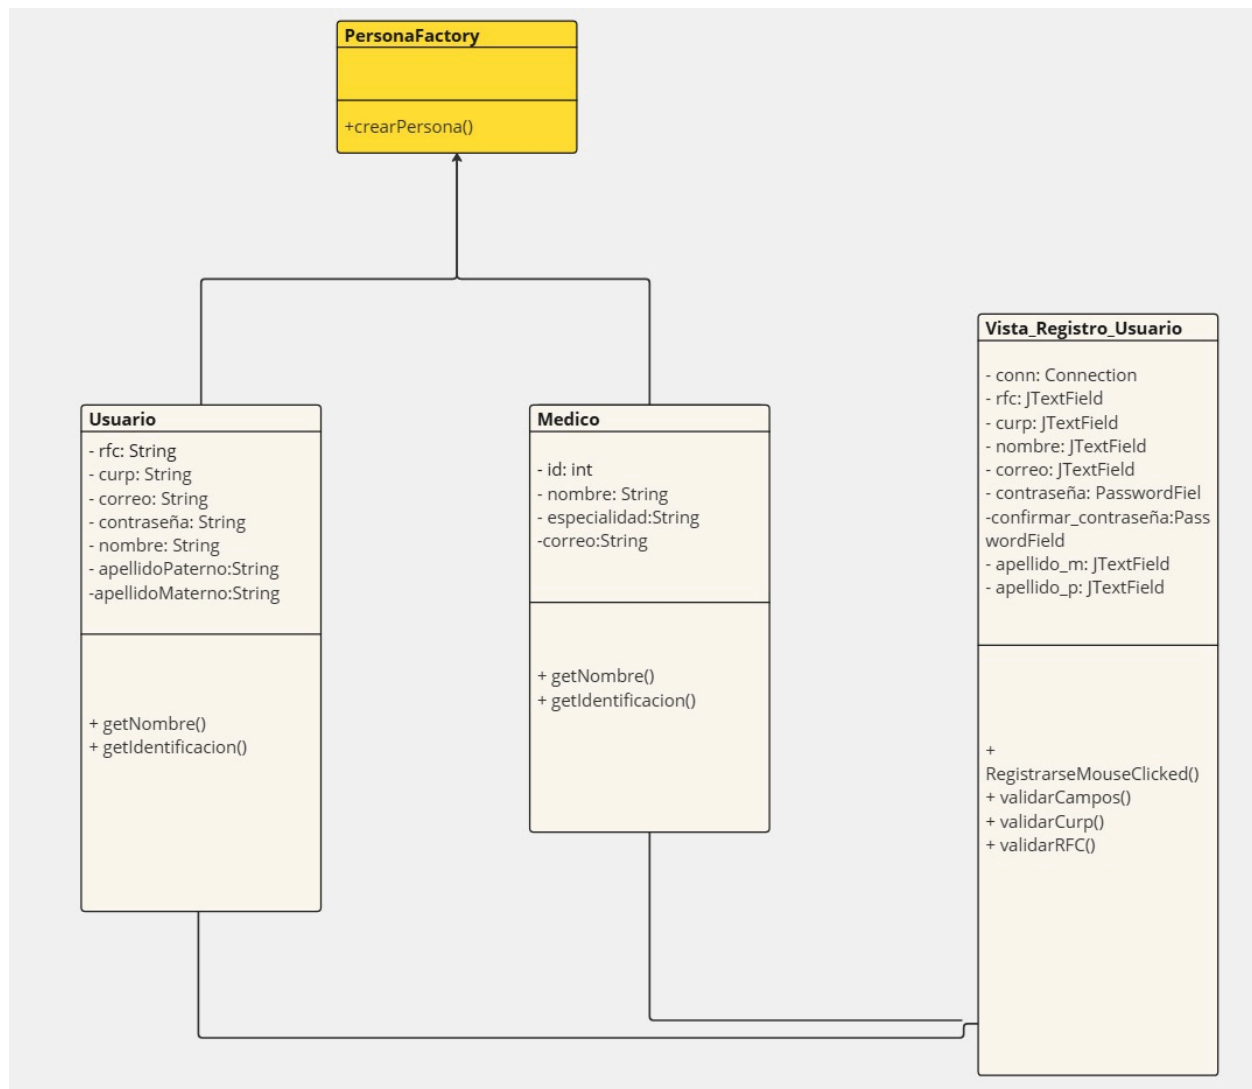 PersonaFactory
+crearPersona()
Usuario
- rfc: String
- curp: String
- correo: String
- contraseña: String
- nombre: String
- apellidoPaterno:String
-apellidoMaterno:String
+ getNombre()
+ getIdentificacion()
Medico
- id: int
- nombre: String
- especialidad:String
-correo:String
+ getNombre()
+ getIdentificacion()
Vista_Registro_Usuario
- conn: Connection
- rfc: JTextField
- curp: JTextField
- nombre: JTextField
- correo: JTextField
- contraseña: PasswordFiel
-confirmar_contraseña:Pass
wordField
- apellido_m: JTextField
- apellido_p: JTextField
+
RegistrarseMouseClicked()
+ validarCampos()
+ validarCurp()
+ validarRFC()